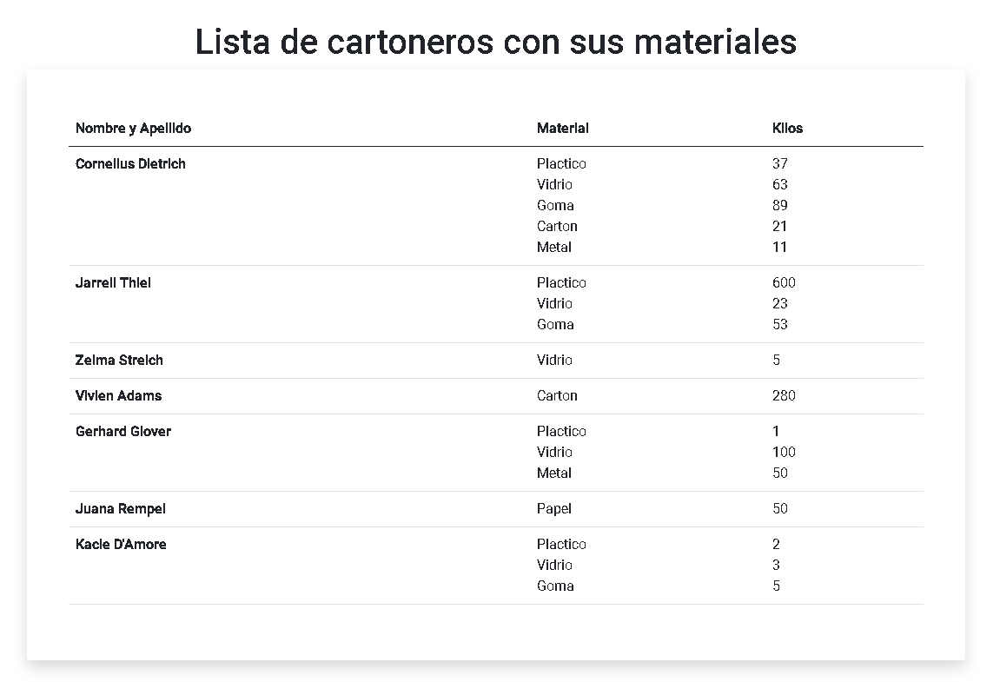 Lista de cartoneros con sus materiales
Nombre y Apellido Material Kilos
Cornelius Dietrich Plactico 37
Vidrio 63
Goma 89
Carton 21
Metal 11
Jarrell Thiel Plactico 600
Vidrio 23
Goma 53
Zelma Streich Vidrio 5
Vivien Adams Carton 280
Gerhard Glover Plactico 1
Vidrio 100
Metal 50
Juana Rempel Papel 50
Kacie D'Amore Plactico 2
Vidrio 3
Goma 5